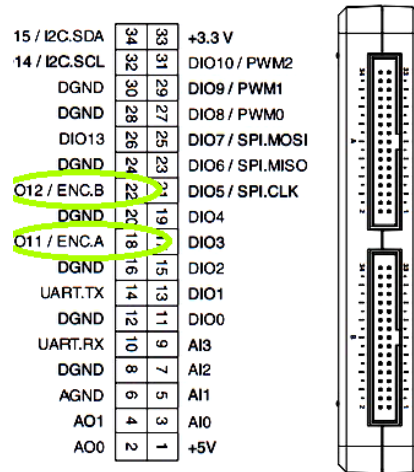 15 / I2C.SDA 34 33 +3.3 V
14 / I2C.SCL 32 31 DIO10 / PWM2
DGND 30 29 DIO9 / PWM1
DGND 28 27 DIO8 / PWM0
DIO13 26 25 DIO7 / SPI.MOSI
DGND 24 23 DIO6 / SPI.MISO
O12 / ENC.B 22 21 DIO5 / SPI.CLK
DGND 20 19 DIO4
O11 / ENC.A 18 DIO3
DGND 16 15 DIO2
UART.TX 14 13 DIO1
DGND 12 11 DIO0
UART.RX 10 9 AI3
DGND 8 7 AI2
AGND 6 5 AI1
AO1 4 3 AI0
AO0 2 1 +5V
A
B